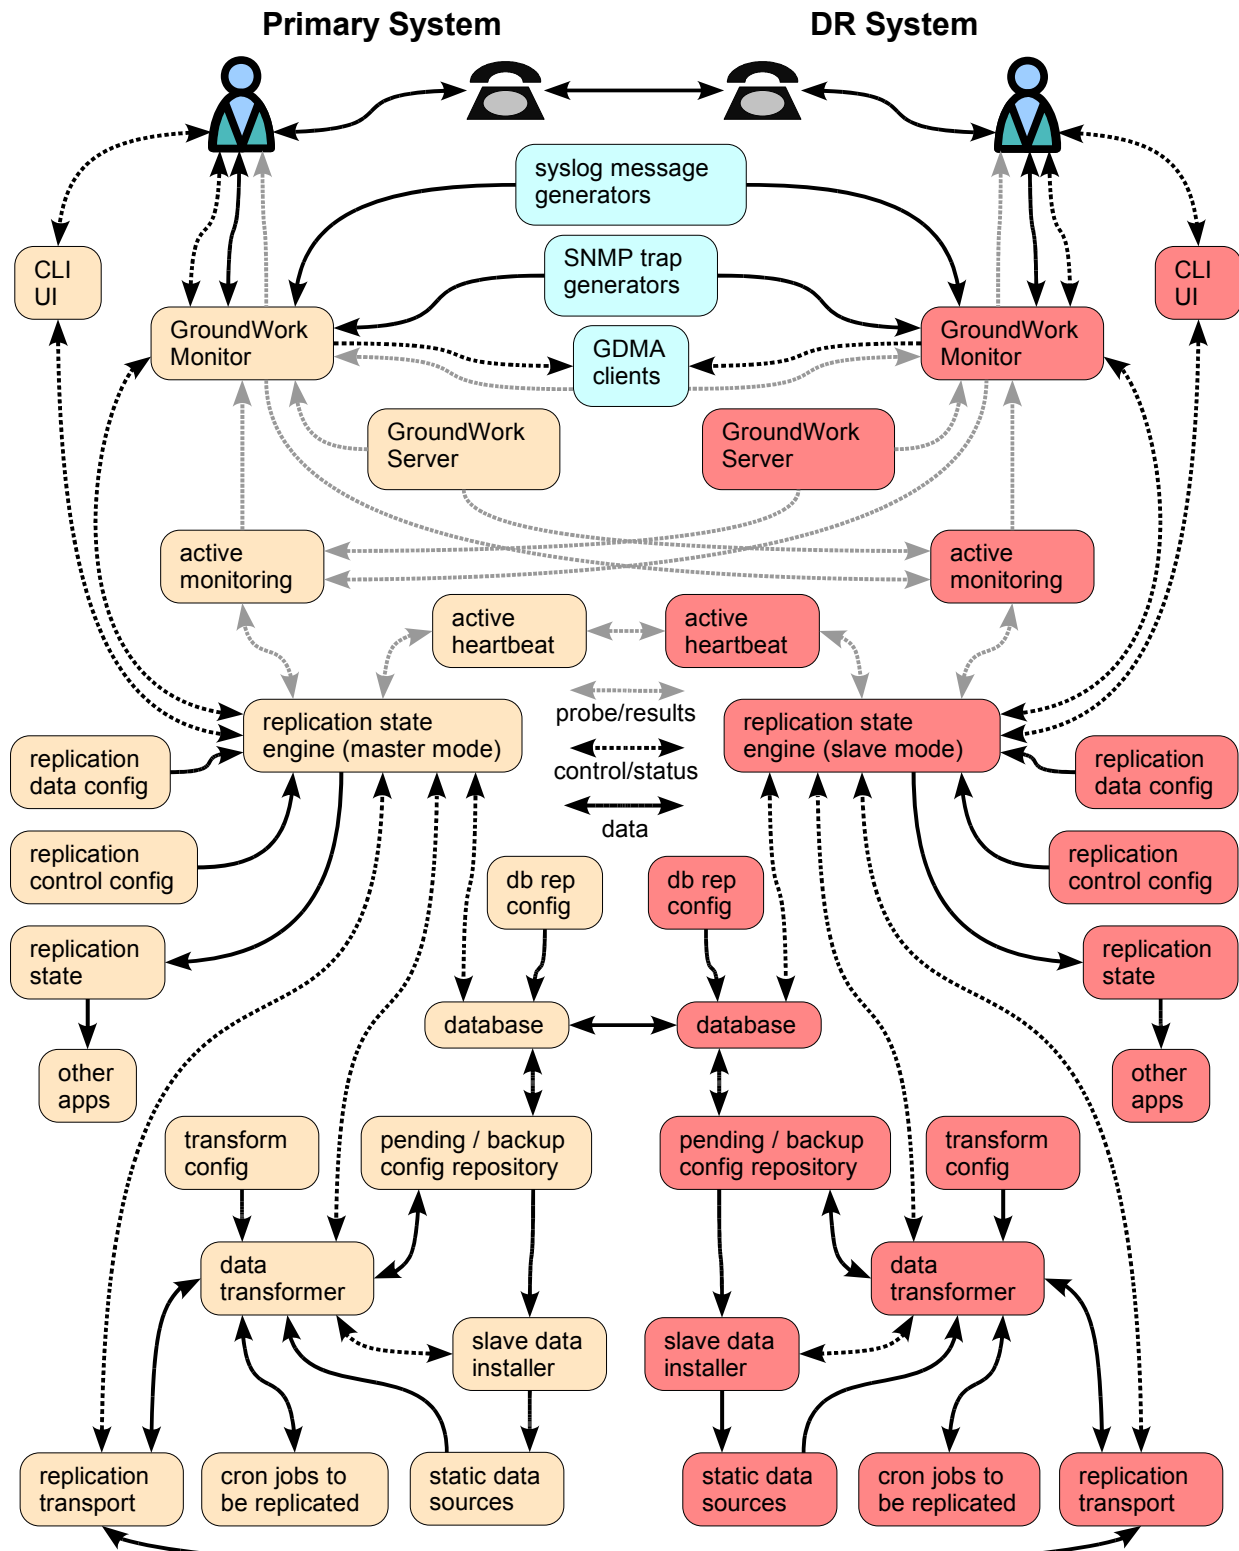 Primary System
DR System
syslog message
generators
SNMP trap
generators
CLI
UI
CLI
UI
GroundWork
Monitor
GDMA
clients
GroundWork
Monitor
GroundWork
Server
GroundWork
Server
active
monitoring
active
monitoring
active
heartbeat
active
heartbeat
probe/results
control/status
data
replication state
engine (master mode)
replication state
engine (slave mode)
replication
data config
replication
data config
replication
control config
replication
control config
db rep
config
db rep
config
replication
state
replication
state
database
database
other
apps
other
apps
transform
config
pending / backup
config repository
pending / backup
config repository
transform
config
data
transformer
data
transformer
slave data
installer
slave data
installer
replication
transport
cron jobs to
be replicated
static data
sources
static data
sources
cron jobs to
be replicated
replication
transport